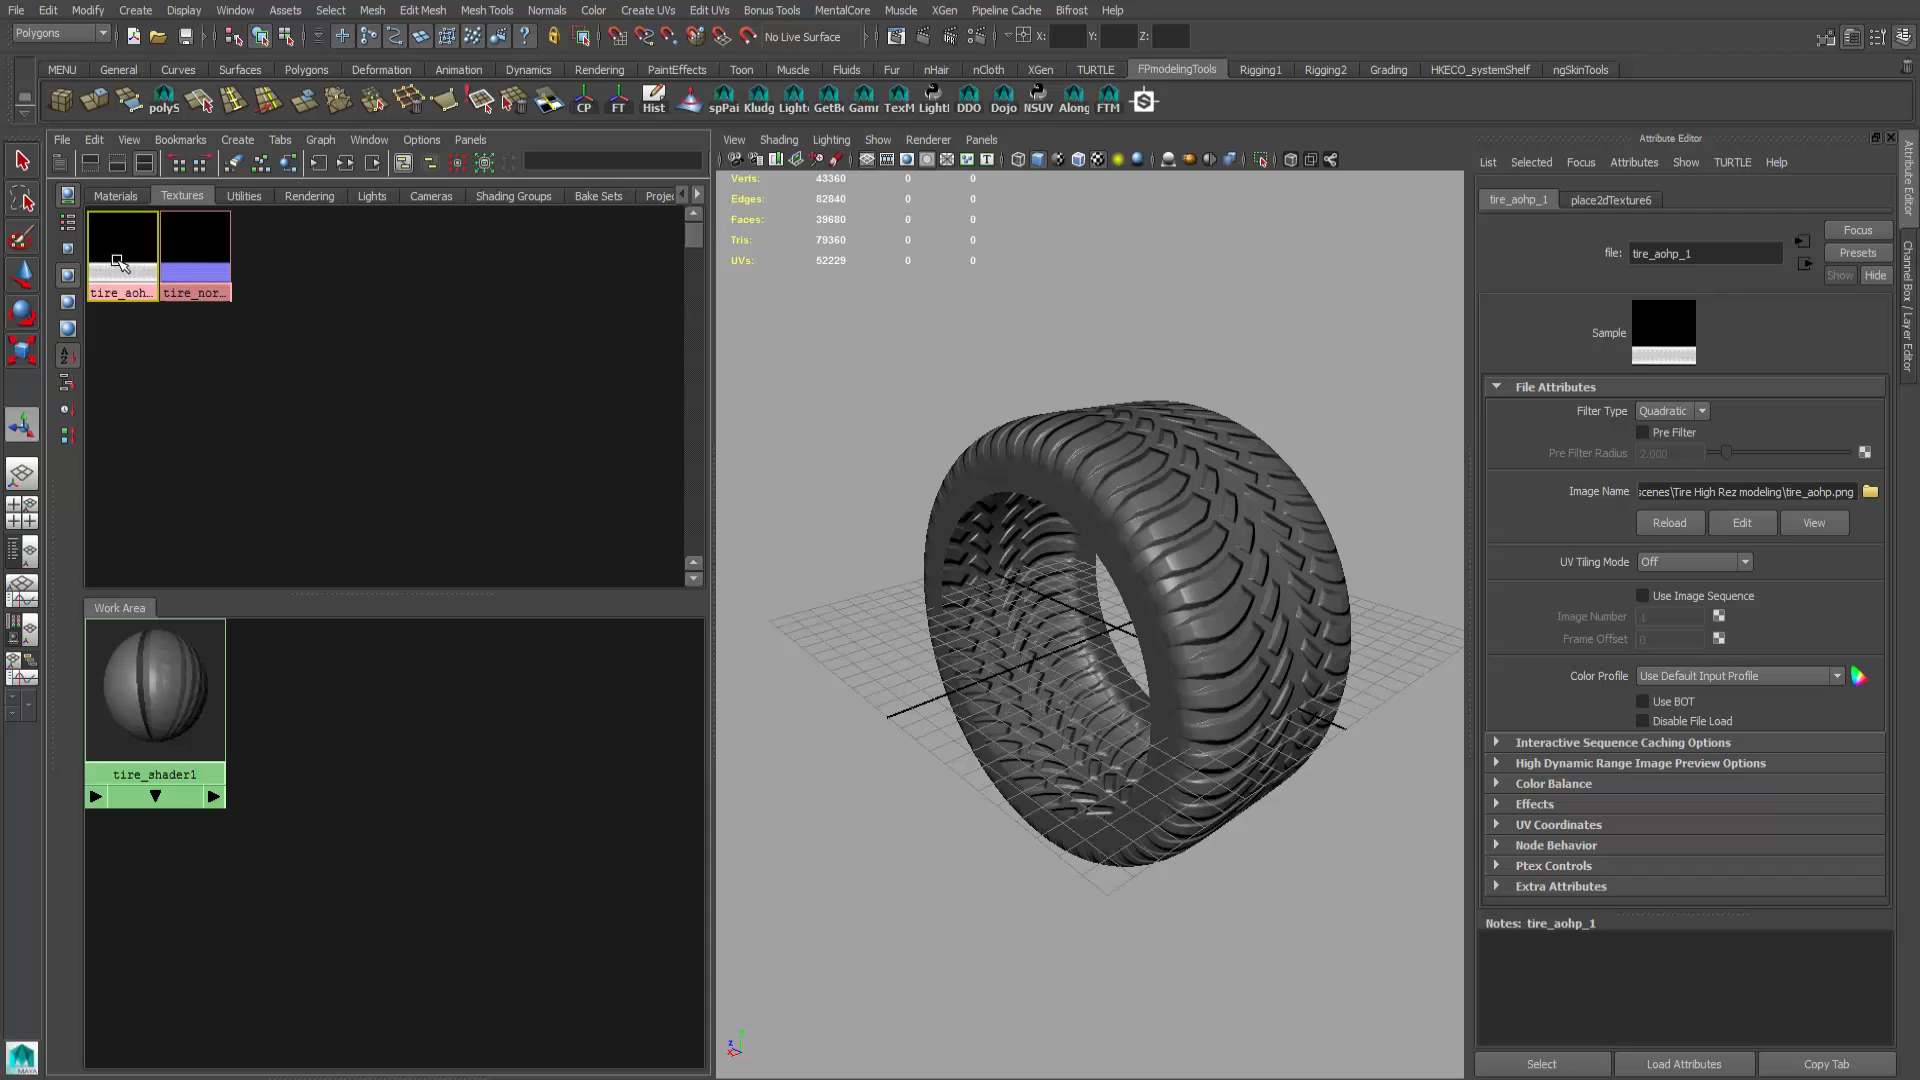 File Edit Modify Create Display Window Assets Select Mesh Edit Mesh Mesh Tools Normals Color Create UVs Edit UVs Bonus Tools MentalCore Muscle XGen Pipeline Cache Bifrost Help
Polygons
No Live Surface
X: Y: Z:
MENU General Curves Surfaces Polygons Deformation Animation Dynamics Rendering PaintEffects Toon Muscle Fluids Fur nHair nCloth XGen TURTLE FPmodelingTools Rigging1 Rigging2 Grading HKECO_systemShelf ngSkinTools
polyS CP FT Hist spPai Kludg Light GetBo Gamr TexM Lightl DDO Dojo NSUV Along FTM
File Edit View Bookmarks Create Tabs Graph Window Options Panels
Materials Textures Utilities Rendering Lights Cameras Shading Groups Bake Sets Projec
tire_aoh... tire_nor...
Work Area
tire_shader1
View Shading Lighting Show Renderer Panels
Verts: 43360 0 0
Edges: 82840 0 0
Faces: 39680 0 0
Tris: 79360 0 0
UVs: 52229 0 0
Attribute Editor
List Selected Focus Attributes Show TURTLE Help
tire_aohp_1 place2dTexture6
Focus
file: tire_aohp_1 Presets
Show Hide
Sample
File Attributes
Filter Type Quadratic
Pre Filter
Pre Filter Radius 2.000
Image Name scenes\Tire High Rez modeling\tire_aohp.png
Reload Edit View
UV Tiling Mode Off
Use Image Sequence
Image Number 1
Frame Offset 0
Color Profile Use Default Input Profile
Use BOT
Disable File Load
Interactive Sequence Caching Options
High Dynamic Range Image Preview Options
Color Balance
Effects
UV Coordinates
Node Behavior
Ptex Controls
Extra Attributes
Notes: tire_aohp_1
Select Load Attributes Copy Tab
Attribute Editor
Channel Box / Layer Editor
MAYA